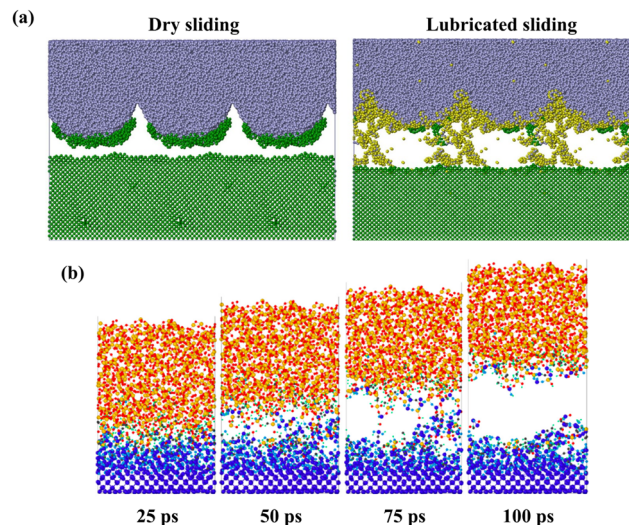 (a)
Dry sliding
Lubricated sliding
(b)
25 ps
50 ps
75 ps
100 ps